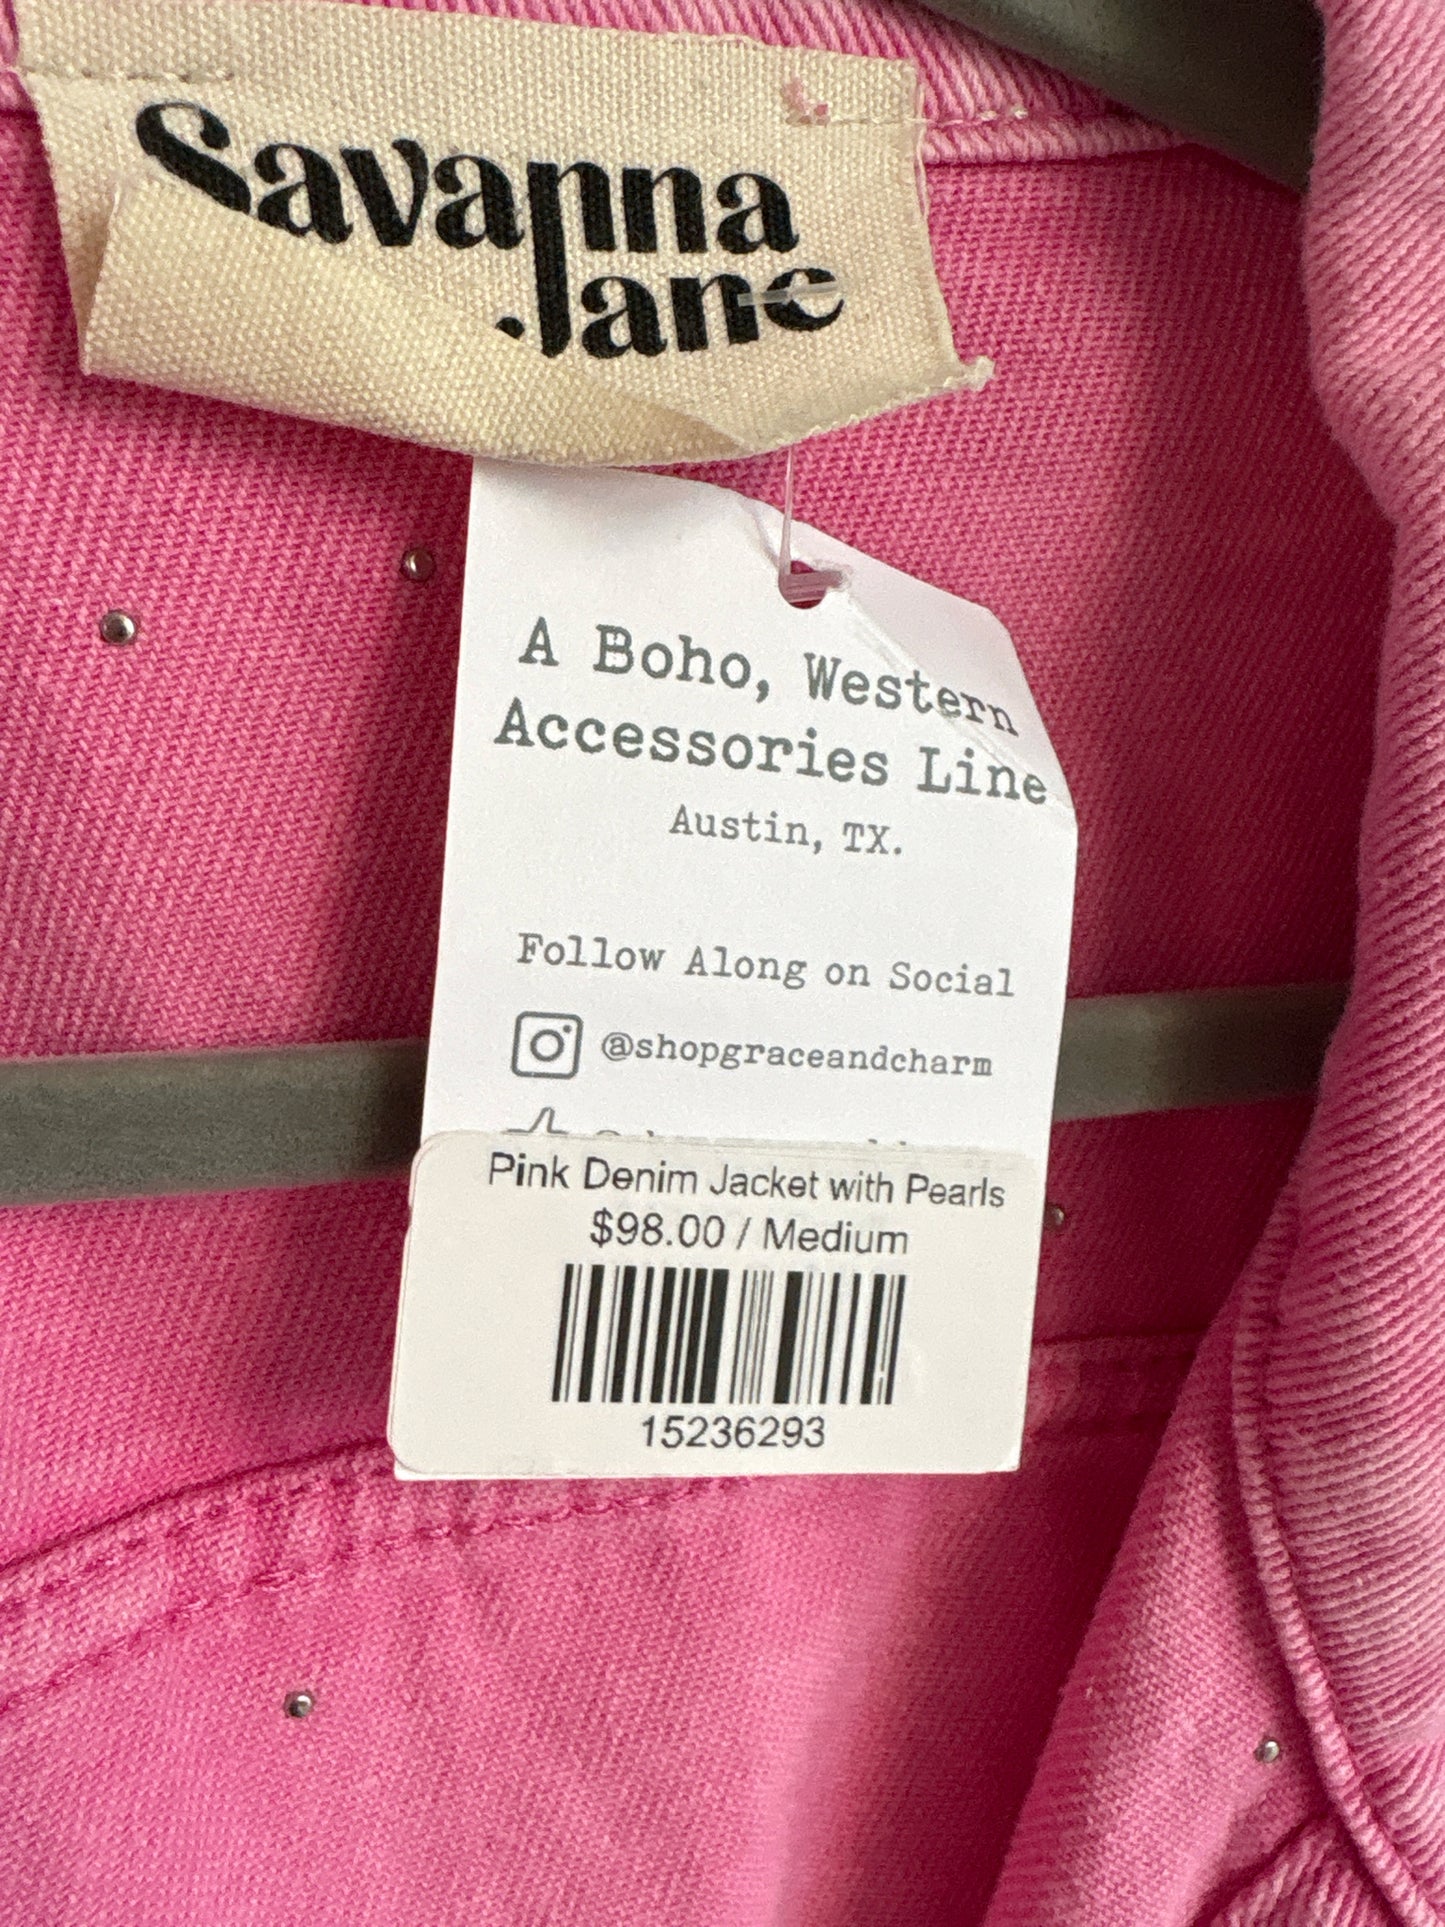 Savanna
Jane
A Boho, Western
Accessories Line
Austin, TX.
Follow Along on Social
@shopgraceandcharm
Pink Denim Jacket with Pearls
$98.00 / Medium
15236293